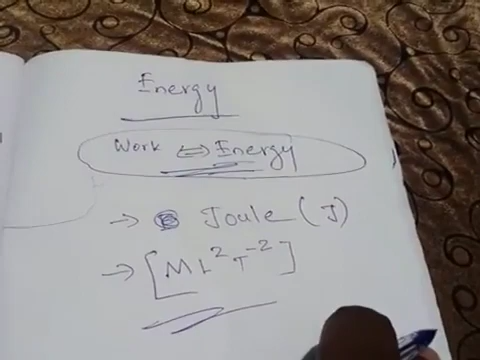 Energy
Work ⇔ Energy
→ Joule (J)
→ [ML²T⁻²]